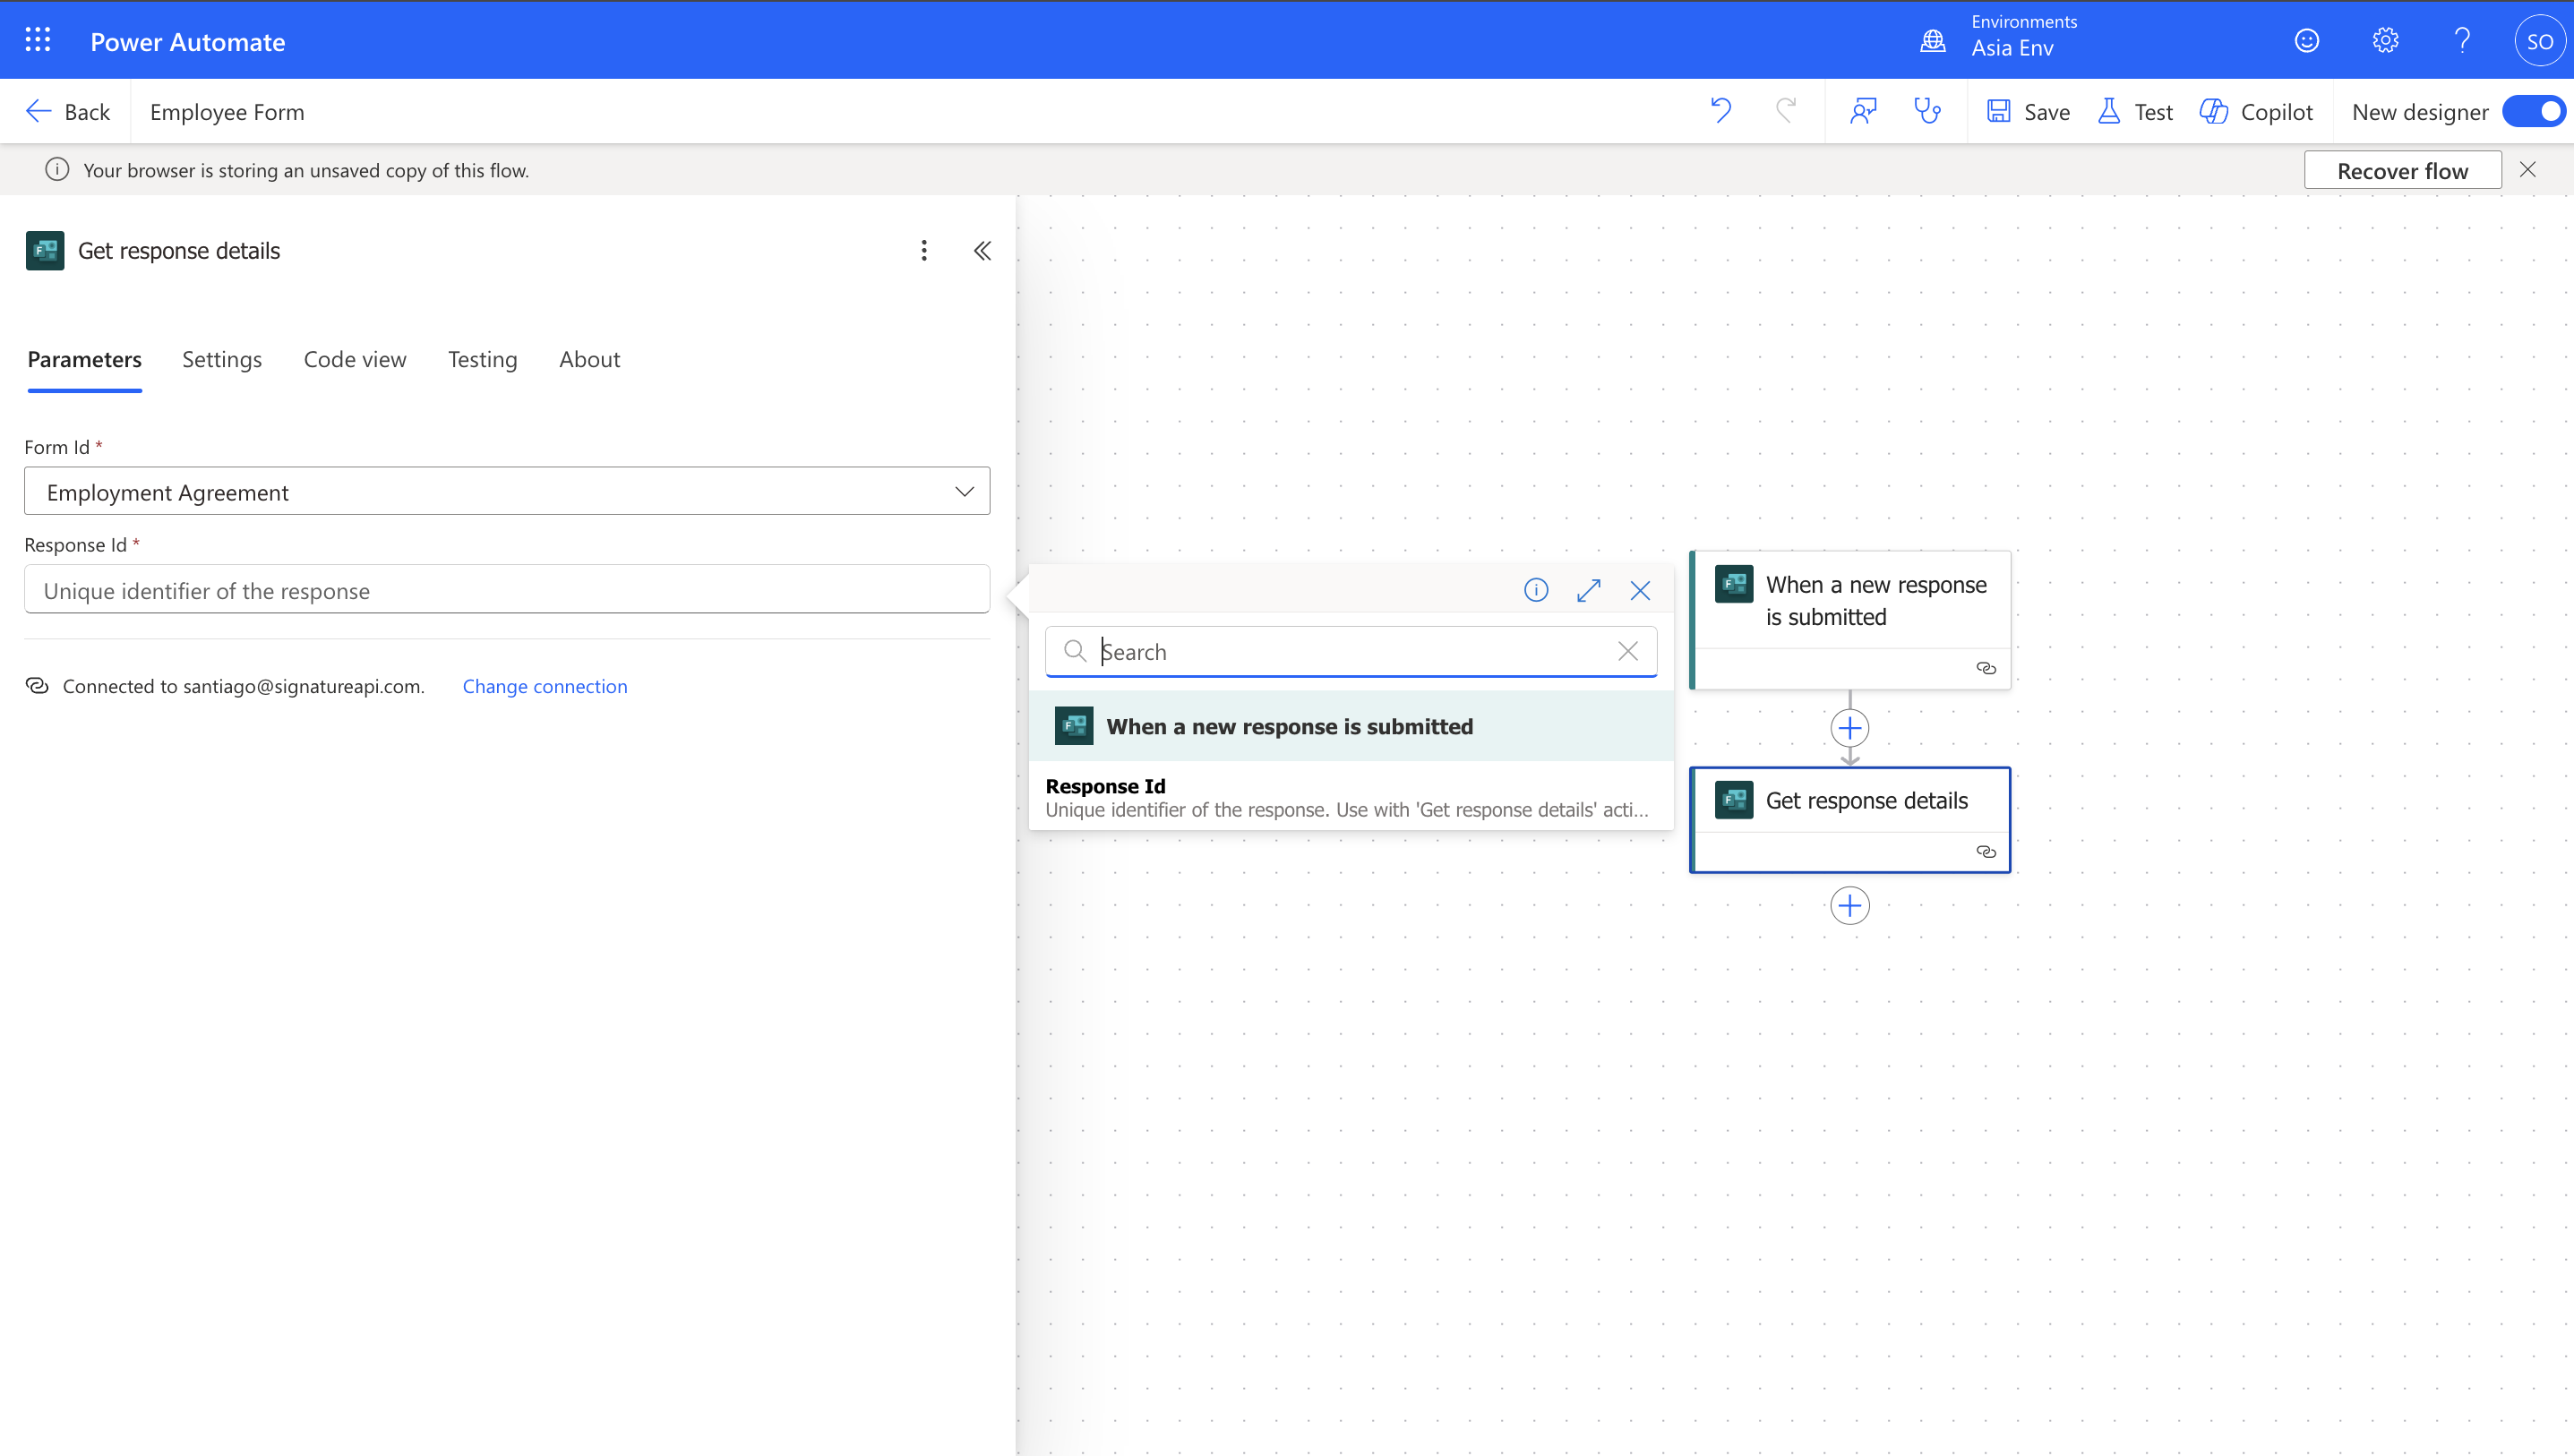 Power Automate
Environments
Asia Env
SO
Back
Employee Form
Save
Test
Copilot
New designer
Your browser is storing an unsaved copy of this flow.
Recover flow
Get response details
Parameters
Settings
Code view
Testing
About
Form Id *
Employment Agreement
Response Id *
Unique identifier of the response
Connected to santiago@signatureapi.com.
Change connection
Search
When a new response is submitted
Response Id
Unique identifier of the response. Use with 'Get response details' acti...
When a new response
is submitted
Get response details